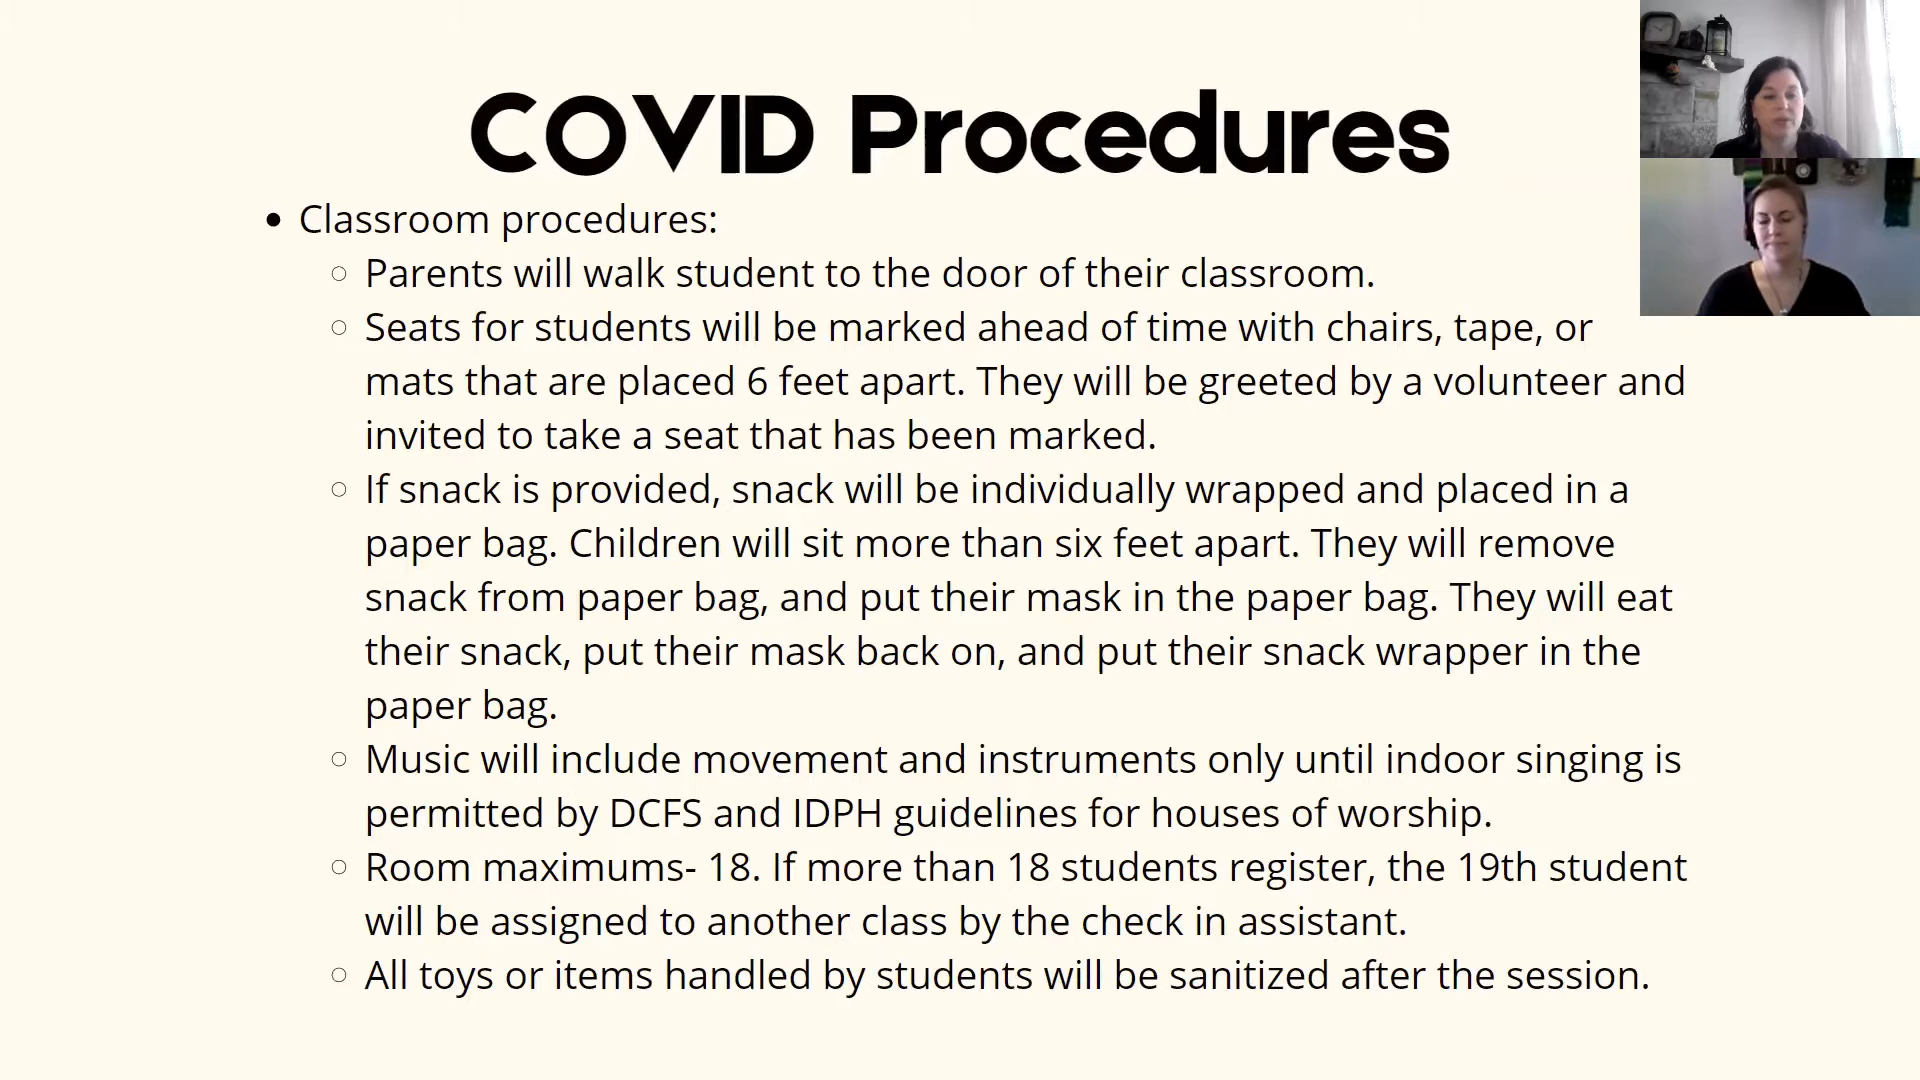 COVID Procedures
• Classroom procedures:
○ Parents will walk student to the door of their classroom.
○ Seats for students will be marked ahead of time with chairs, tape, or
mats that are placed 6 feet apart. They will be greeted by a volunteer and
invited to take a seat that has been marked.
○ If snack is provided, snack will be individually wrapped and placed in a
paper bag. Children will sit more than six feet apart. They will remove
snack from paper bag, and put their mask in the paper bag. They will eat
their snack, put their mask back on, and put their snack wrapper in the
paper bag.
○ Music will include movement and instruments only until indoor singing is
permitted by DCFS and IDPH guidelines for houses of worship.
○ Room maximums- 18. If more than 18 students register, the 19th student
will be assigned to another class by the check in assistant.
○ All toys or items handled by students will be sanitized after the session.